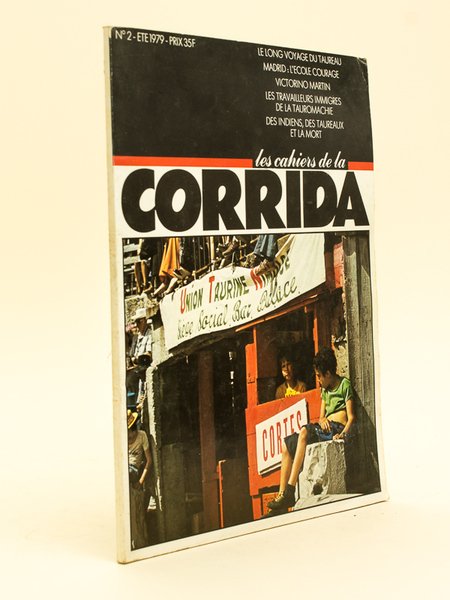 N°2 - ETE 1979 - PRIX 35F
LE LONG VOYAGE DU TAUREAU
MADRID : L'ECOLE COURAGE
VICTORINO MARTIN
LES TRAVAILLEURS IMMIGRES
DE LA TAUROMACHIE
DES INDIENS, DES TAUREAUX
ET LA MORT
les cahiers de la
CORRIDA
UNION TAURINE
Siège Social Bar Palace
CORTES